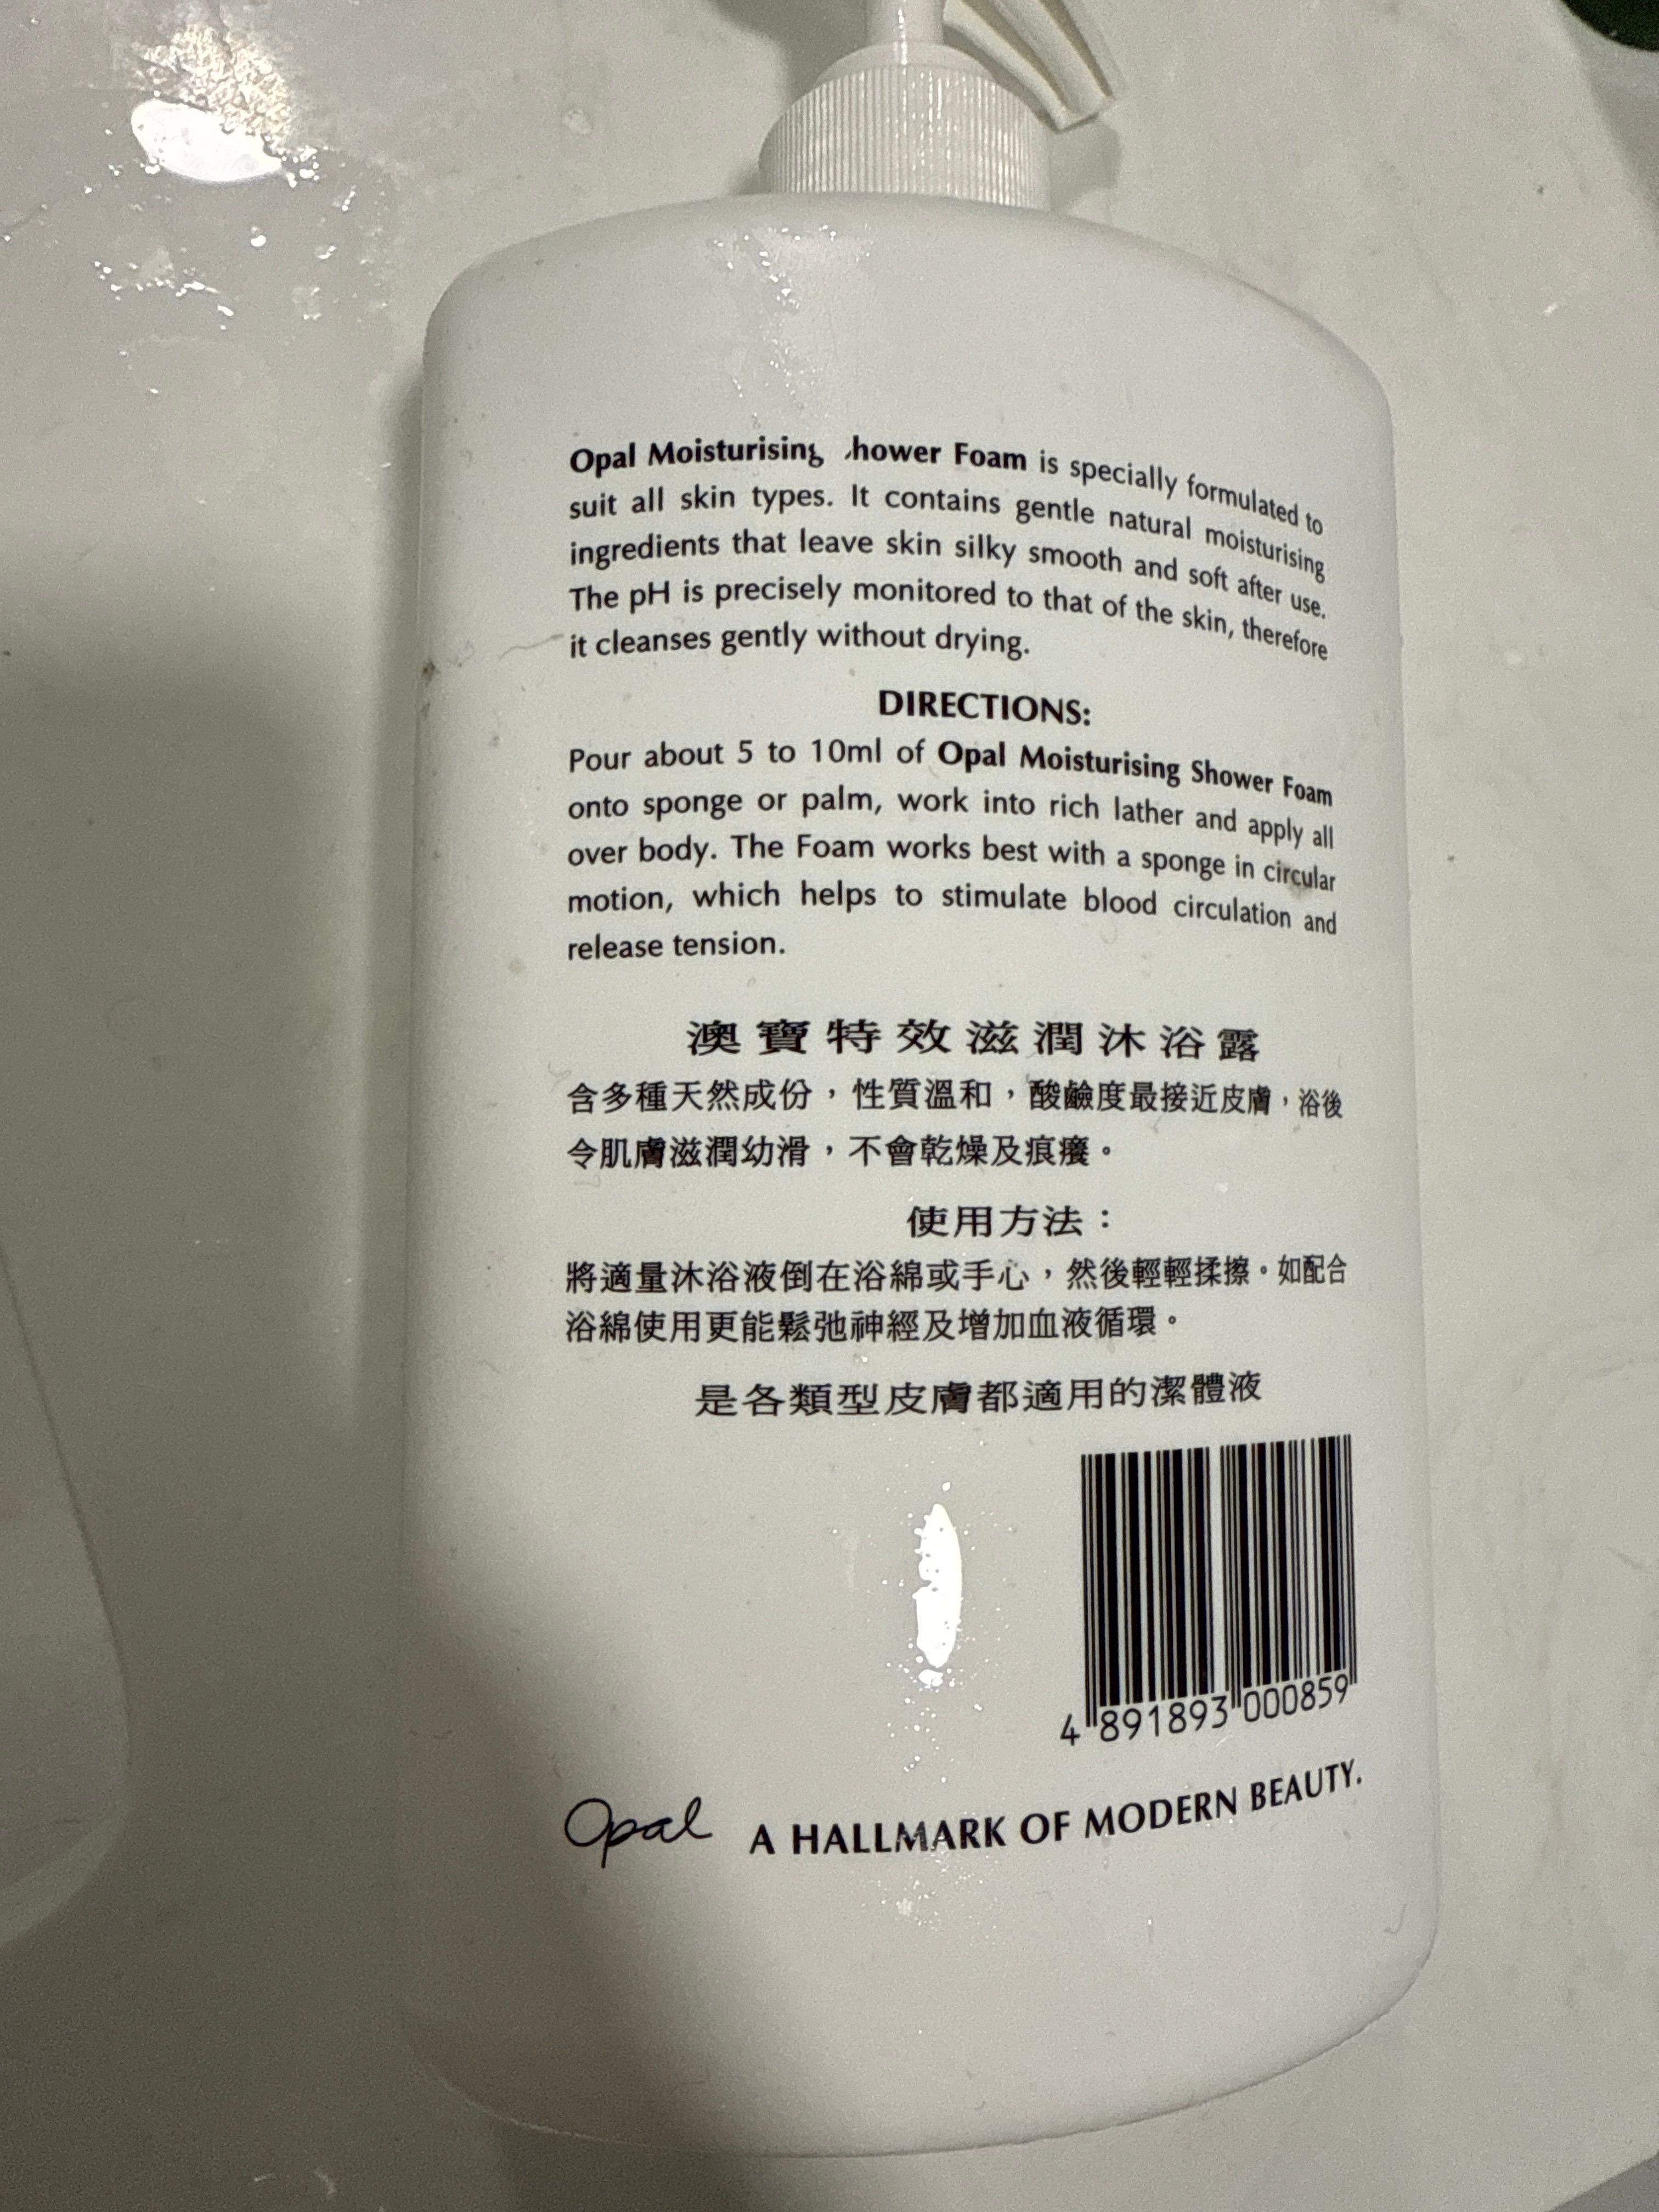 Opal Moisturising Shower Foam is specially formulated to
suit all skin types. It contains gentle natural moisturising
ingredients that leave skin silky smooth and soft after use.
The pH is precisely monitored to that of the skin, therefore
it cleanses gently without drying.
DIRECTIONS:
Pour about 5 to 10ml of Opal Moisturising Shower Foam
onto sponge or palm, work into rich lather and apply all
over body. The Foam works best with a sponge in circular
motion, which helps to stimulate blood circulation and
release tension.
澳寶特效滋潤沐浴露
含多種天然成份，性質溫和，酸鹼度最接近皮膚，浴後
令肌膚滋潤幼滑，不會乾燥及痕癢。
使用方法：
將適量沐浴液倒在浴綿或手心，然後輕輕揉擦。如配合
浴綿使用更能鬆弛神經及增加血液循環。
是各類型皮膚都適用的潔體液
4 891893 000859
Opal A HALLMARK OF MODERN BEAUTY.